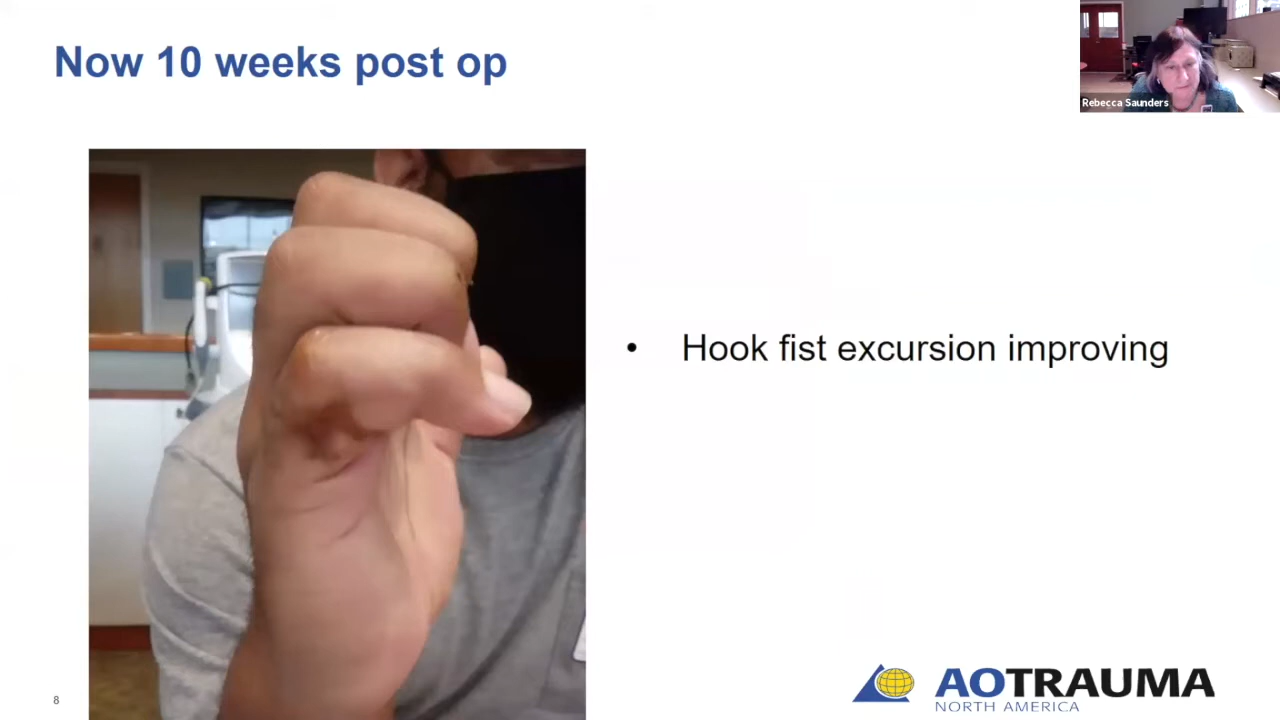 Now 10 weeks post op
Rebecca Saunders
• Hook fist excursion improving
8
AOTRAUMA
NORTH AMERICA